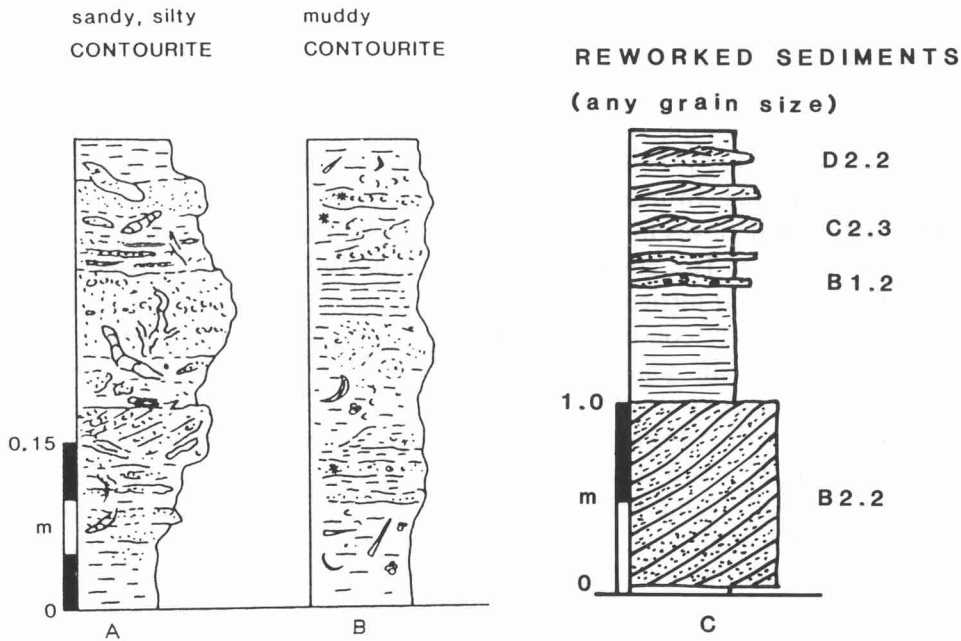 sandy, silty
CONTOURITE
muddy
CONTOURITE
REWORKED SEDIMENTS
(any grain size)
D2.2
C2.3
B1.2
B2.2
0.15
m
0
1.0
m
0
A
B
C